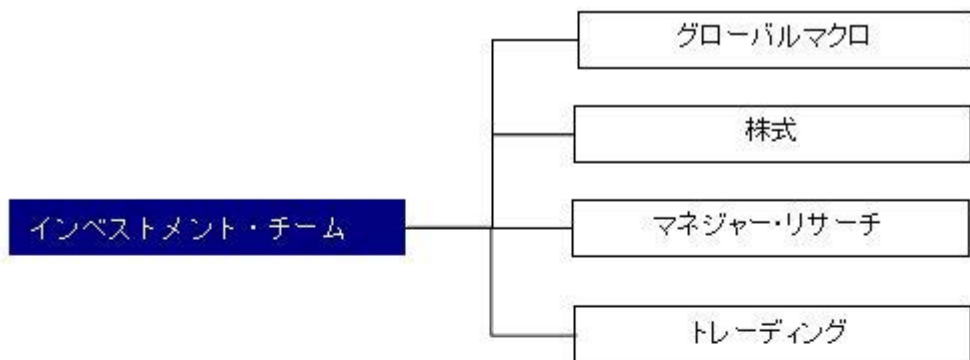 グローバルマクロ
株式
インベストメント・チーム
マネジャー・リサーチ
トレーディング